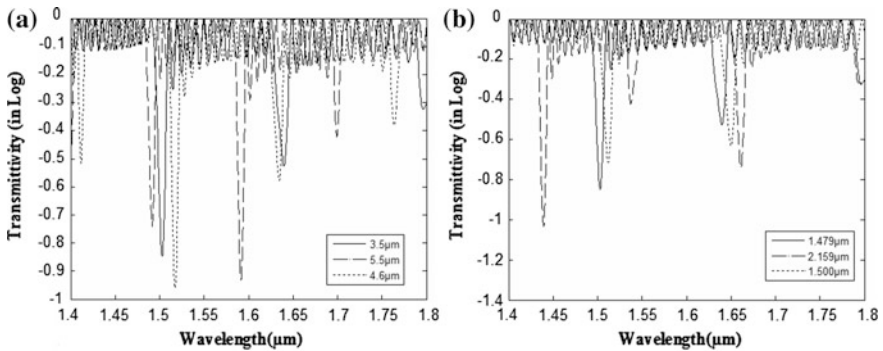 (a)
0
-0.1
-0.2
-0.3
-0.4
-0.5
-0.6
-0.7
-0.8
-0.9
-1
Transmittivity (in Log)
3.5µm
5.5µm
4.6µm
1.4 1.45 1.5 1.55 1.6 1.65 1.7 1.75 1.8
Wavelength(µm)
(b)
0
-0.2
-0.4
-0.6
-0.8
-1
-1.2
-1.4
Transmittivity (in Log)
1.479µm
2.159µm
1.500µm
1.4 1.45 1.5 1.55 1.6 1.65 1.7 1.75 1.8
Wavelength(µm)